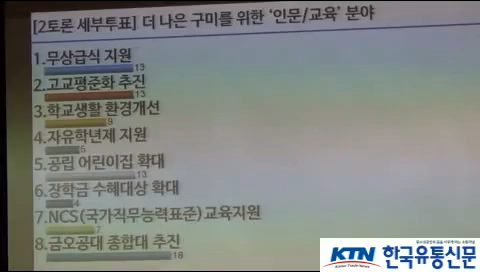 [2토론 세부투표] 더 나은 구미를 위한 '인문/교육' 분야
1.무상급식 지원
13
2.고교평준화 추진
13
3.학교생활 환경개선
9
4.자유학년제 지원
5
5.공립 어린이집 확대
13
6.장학금 수혜대상 확대
4
7.NCS(국가직무능력표준)교육지원
7
8.금오공대 종합대 추진
18
KTN 한국유통신문